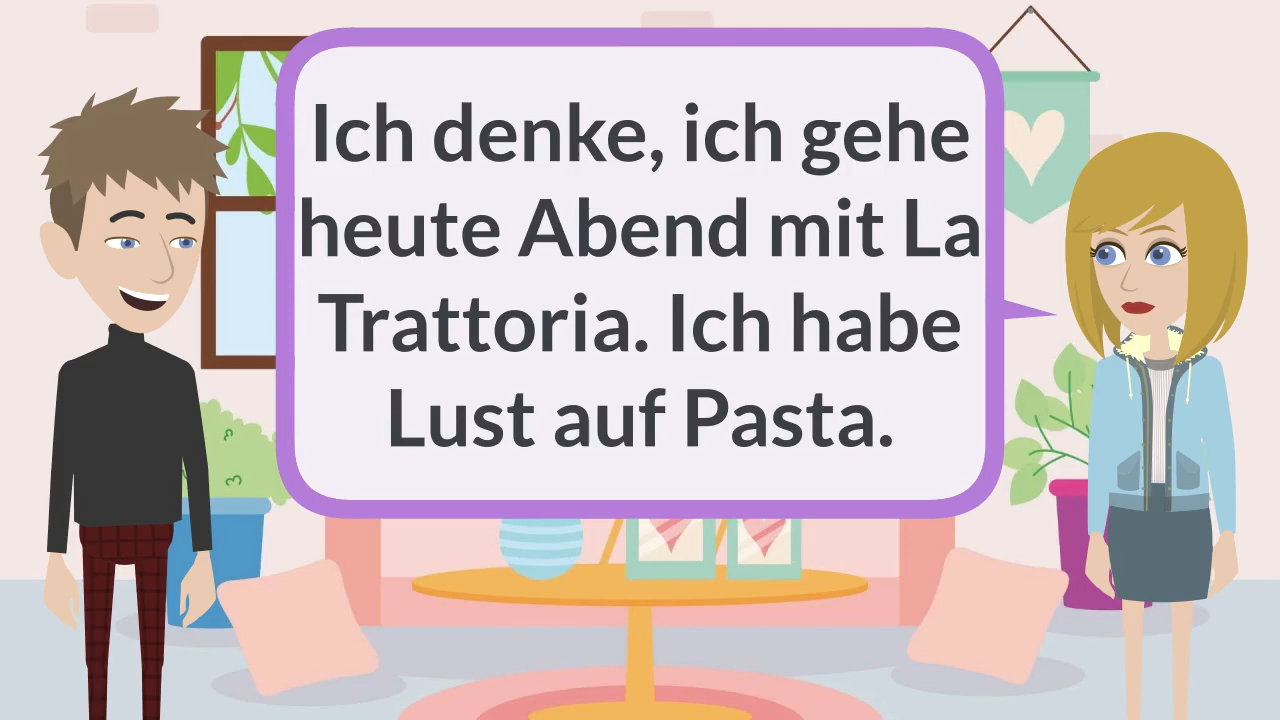 Ich denke, ich gehe
heute Abend mit La
Trattoria. Ich habe
Lust auf Pasta.